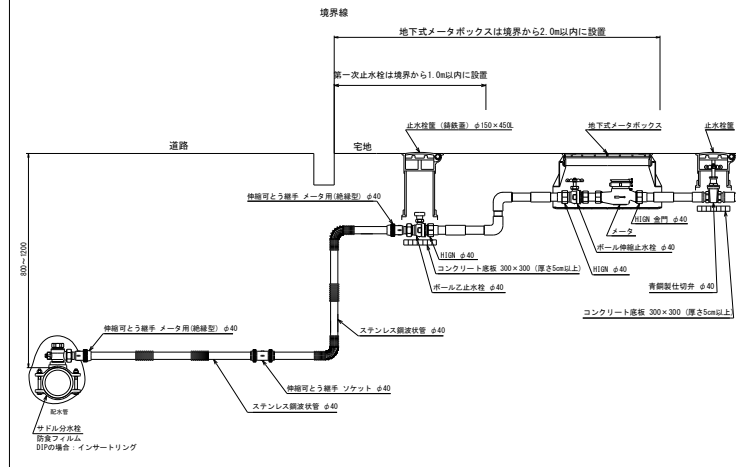 境界線
地下式メータボックスは境界から2.0m以内に設置
第一次止水栓は境界から1.0m以内に設置
止水栓筐（鋳鉄蓋）φ150×450L
地下式メータボックス
止水栓筐
道路
宅地
伸縮可とう継手 メータ用(絶縁型) φ40
HIGN 金門 φ40
メータ
ボール伸縮止水栓 φ40
HIGN φ40
HIGN φ40
コンクリート底板 300×300（厚さ5cm以上）
ボール乙止水栓 φ40
青銅製仕切弁 φ40
コンクリート底板 300×300（厚さ5cm以上）
800～1200
伸縮可とう継手 メータ用(絶縁型) φ40
ステンレス鋼波状管 φ40
伸縮可とう継手 ソケット φ40
ステンレス鋼波状管 φ40
配水管
サドル分水栓
防食フィルム
DIPの場合：インサートリング